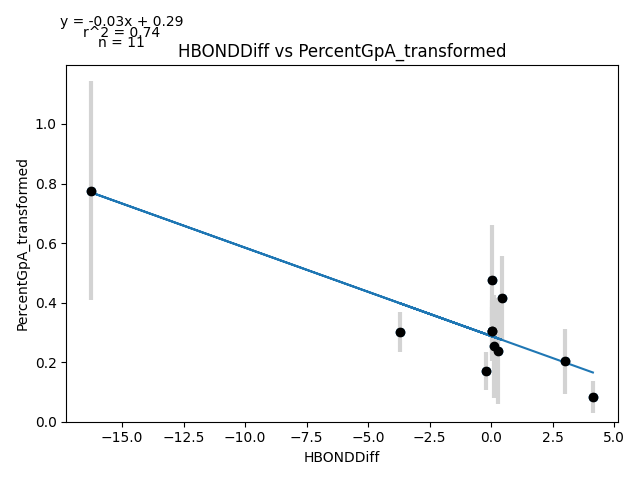 y = -0.03x + 0.29
r^2 = 0.74
n = 11
HBONDDiff vs PercentGpA_transformed
PercentGpA_transformed
1.0
0.8
0.6
0.4
0.2
0.0
−15.0 −12.5 −10.0 −7.5 −5.0 −2.5 0.0 2.5 5.0
HBONDDiff